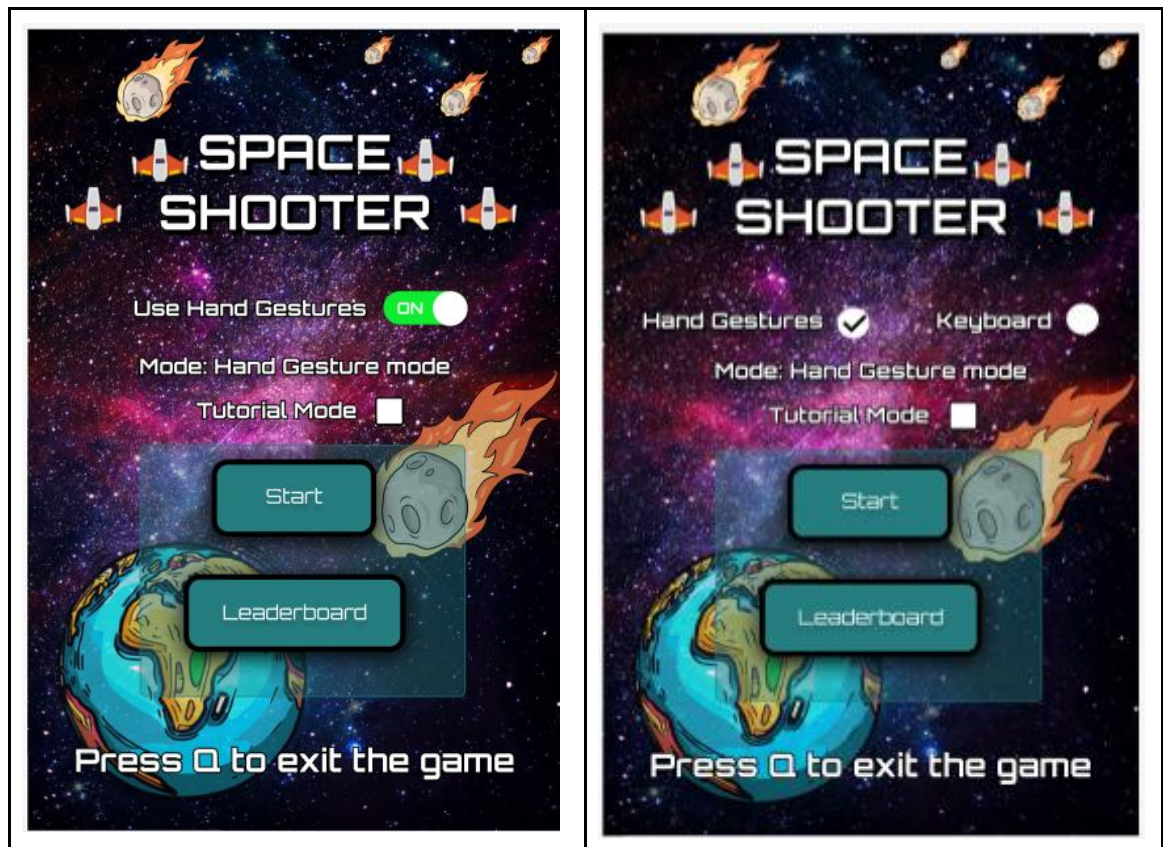 SPACE
SHOOTER
Use Hand Gestures ON
Mode: Hand Gesture mode
Tutorial Mode
Start
Leaderboard
Press Q to exit the game
SPACE
SHOOTER
Hand Gestures Keyboard
Mode: Hand Gesture mode
Tutorial Mode
Start
Leaderboard
Press Q to exit the game